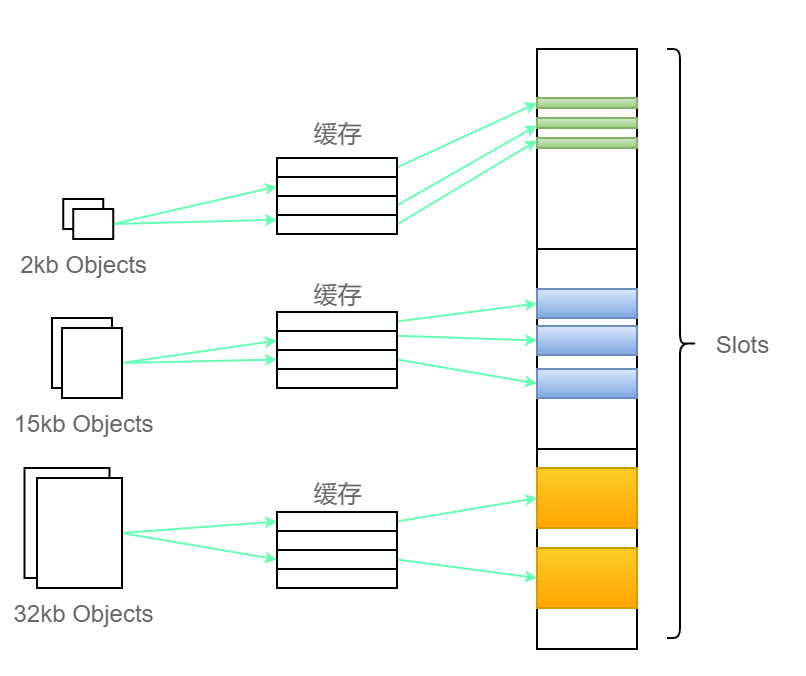 缓存
2kb Objects
缓存
15kb Objects
Slots
缓存
32kb Objects